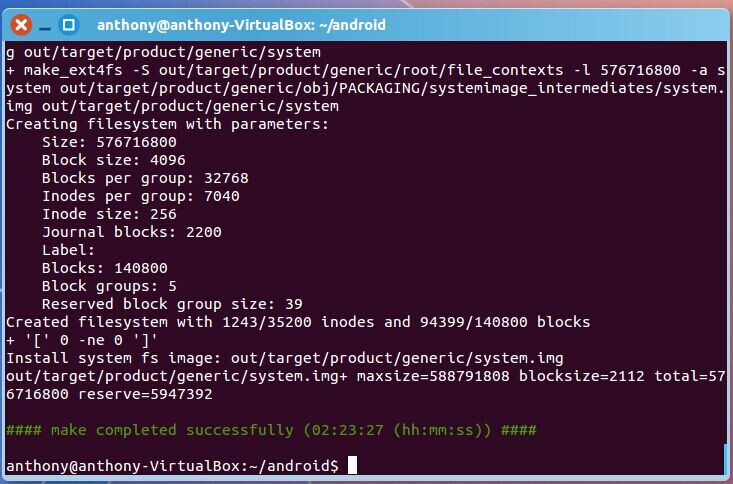 anthony@anthony-VirtualBox: ~/android
g out/target/product/generic/system
+ make_ext4fs -S out/target/product/generic/root/file_contexts -l 576716800 -a s
ystem out/target/product/generic/obj/PACKAGING/systemimage_intermediates/system.
img out/target/product/generic/system
Creating filesystem with parameters:
    Size: 576716800
    Block size: 4096
    Blocks per group: 32768
    Inodes per group: 7040
    Inode size: 256
    Journal blocks: 2200
    Label:
    Blocks: 140800
    Block groups: 5
    Reserved block group size: 39
Created filesystem with 1243/35200 inodes and 94399/140800 blocks
+ '[' 0 -ne 0 ']'
Install system fs image: out/target/product/generic/system.img
out/target/product/generic/system.img+ maxsize=588791808 blocksize=2112 total=57
6716800 reserve=5947392
#### make completed successfully (02:23:27 (hh:mm:ss)) ####
anthony@anthony-VirtualBox:~/android$